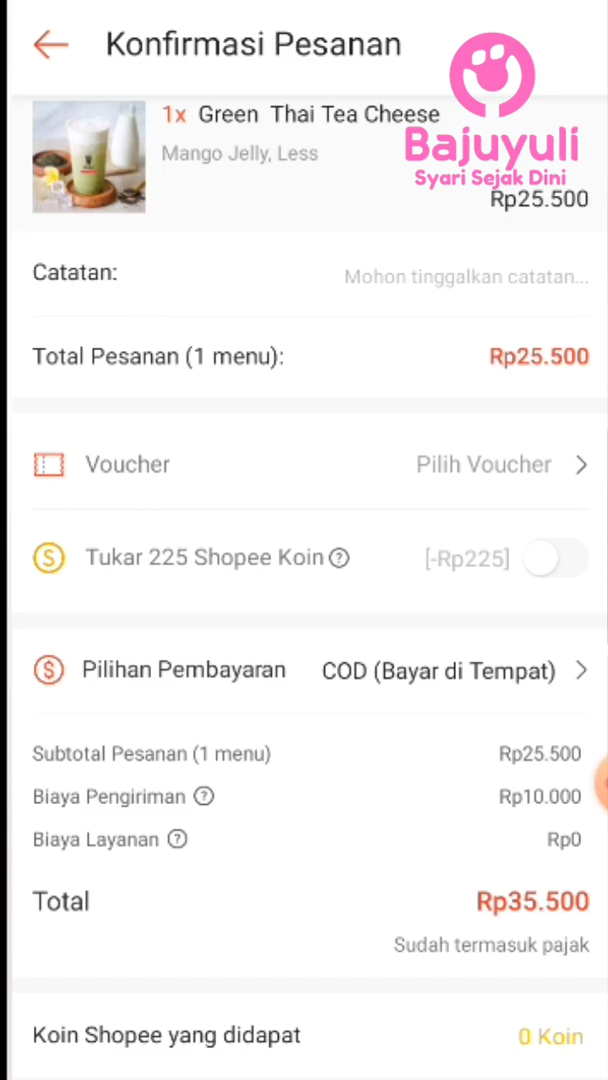 Konfirmasi Pesanan
1x Green Thai Tea Cheese
Mango Jelly, Less
Bajuyuli
Syari Sejak Dini
Rp25.500
Catatan: Mohon tinggalkan catatan...
Total Pesanan (1 menu): Rp25.500
Voucher Pilih Voucher
Tukar 225 Shopee Koin ? [-Rp225]
Pilihan Pembayaran COD (Bayar di Tempat)
Subtotal Pesanan (1 menu) Rp25.500
Biaya Pengiriman ? Rp10.000
Biaya Layanan ? Rp0
Total Rp35.500
Sudah termasuk pajak
Koin Shopee yang didapat 0 Koin